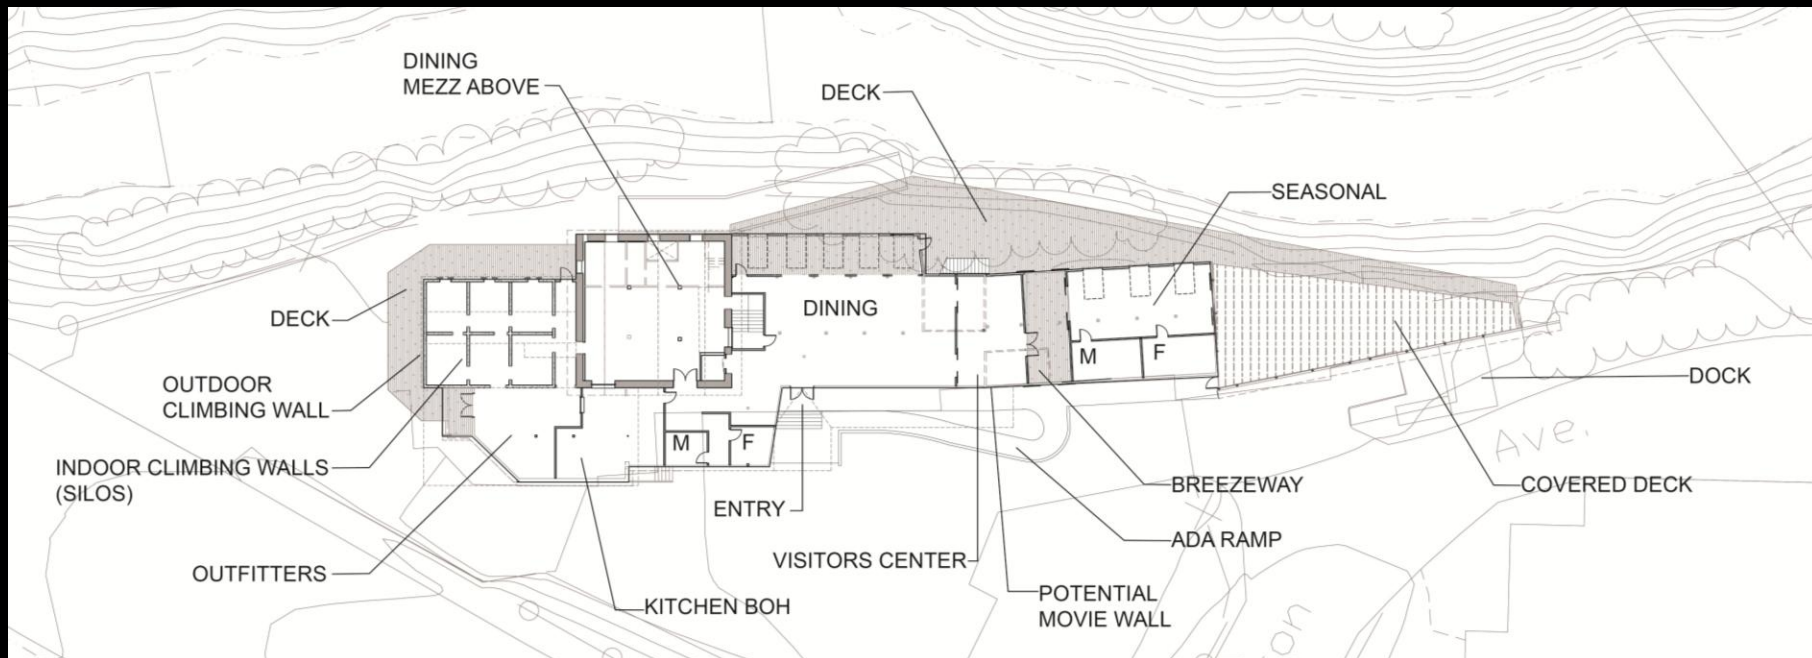 DINING
MEZZ ABOVE
DECK
SEASONAL
DECK
DINING
OUTDOOR
CLIMBING WALL
M
F
DOCK
INDOOR CLIMBING WALLS
(SILOS)
M
F
Ave.
ENTRY
BREEZEWAY
COVERED DECK
OUTFITTERS
VISITORS CENTER
ADA RAMP
KITCHEN BOH
POTENTIAL
MOVIE WALL
on